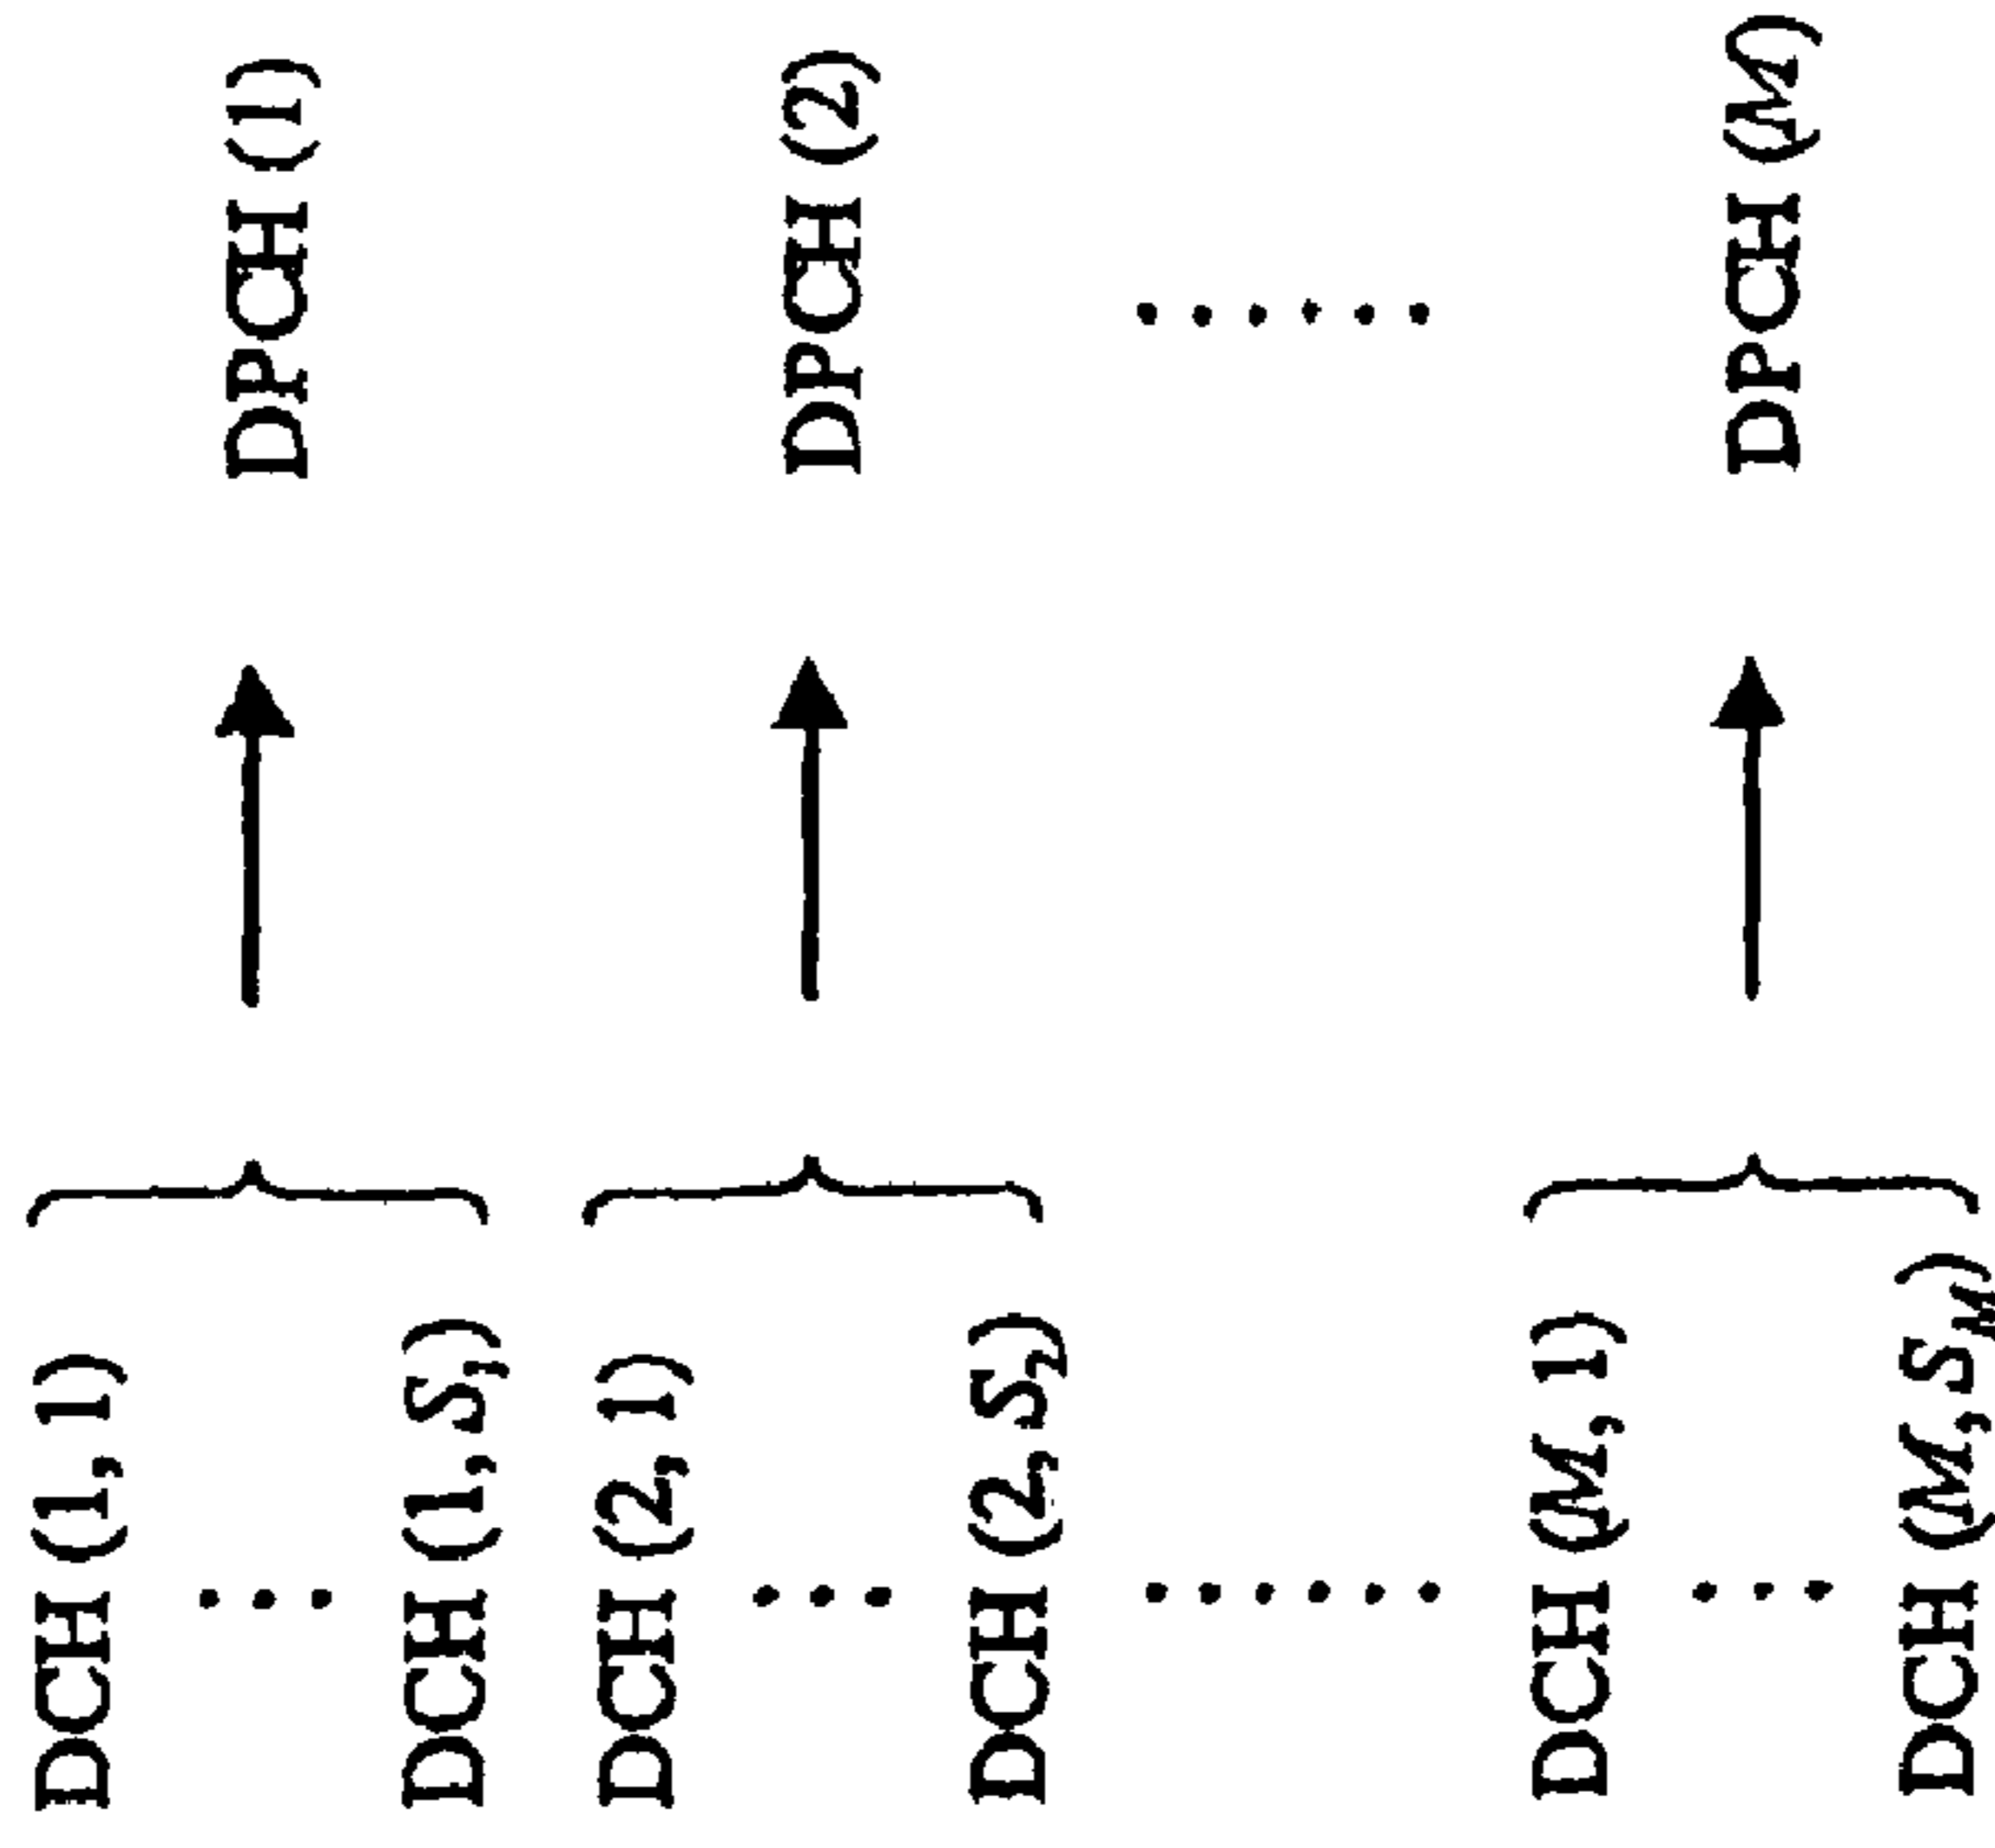 DCH (1, 1)
. . .
DCH (1, S₁)
DPCH (1)
DCH (2, 1)
. . .
DCH (2, S₂)
DPCH (2)
. . . . . .
. . . . . .
DCH (M, 1)
. . .
DCH (M, S_M)
DPCH (M)